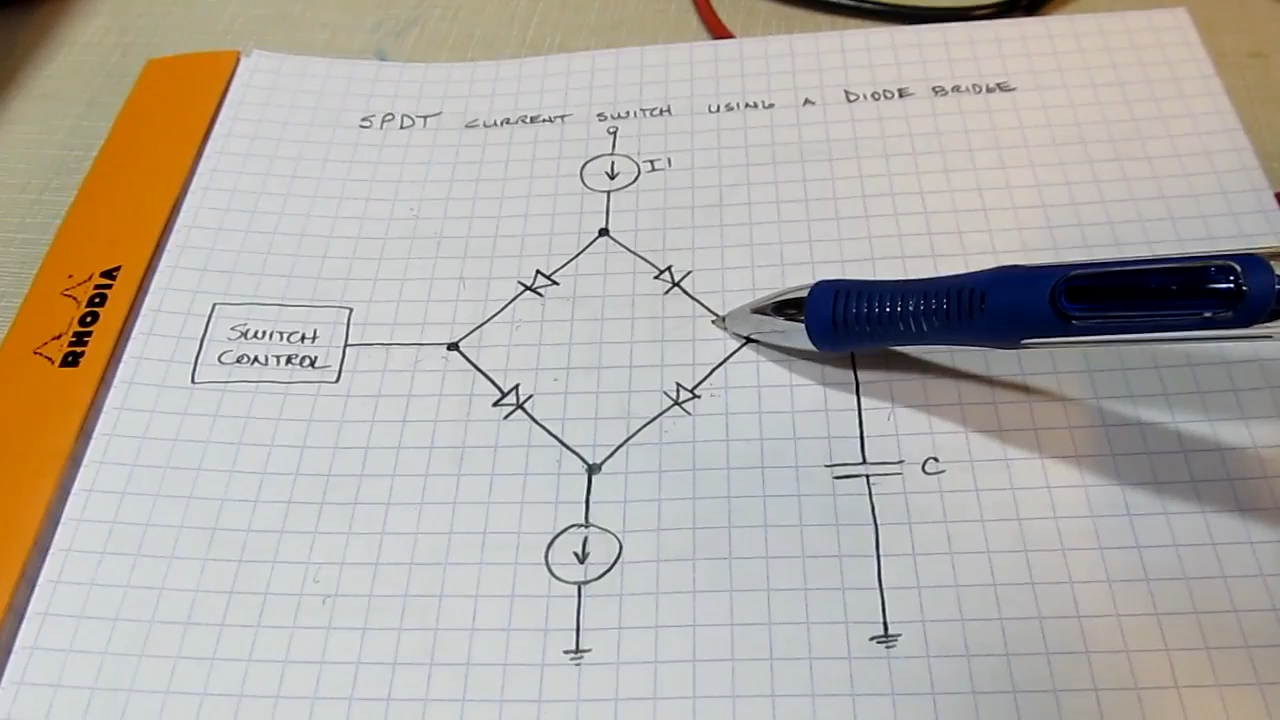 SPDT CURRENT SWITCH USING A DIODE BRIDGE
I1
SWITCH
CONTROL
C
RHODIA